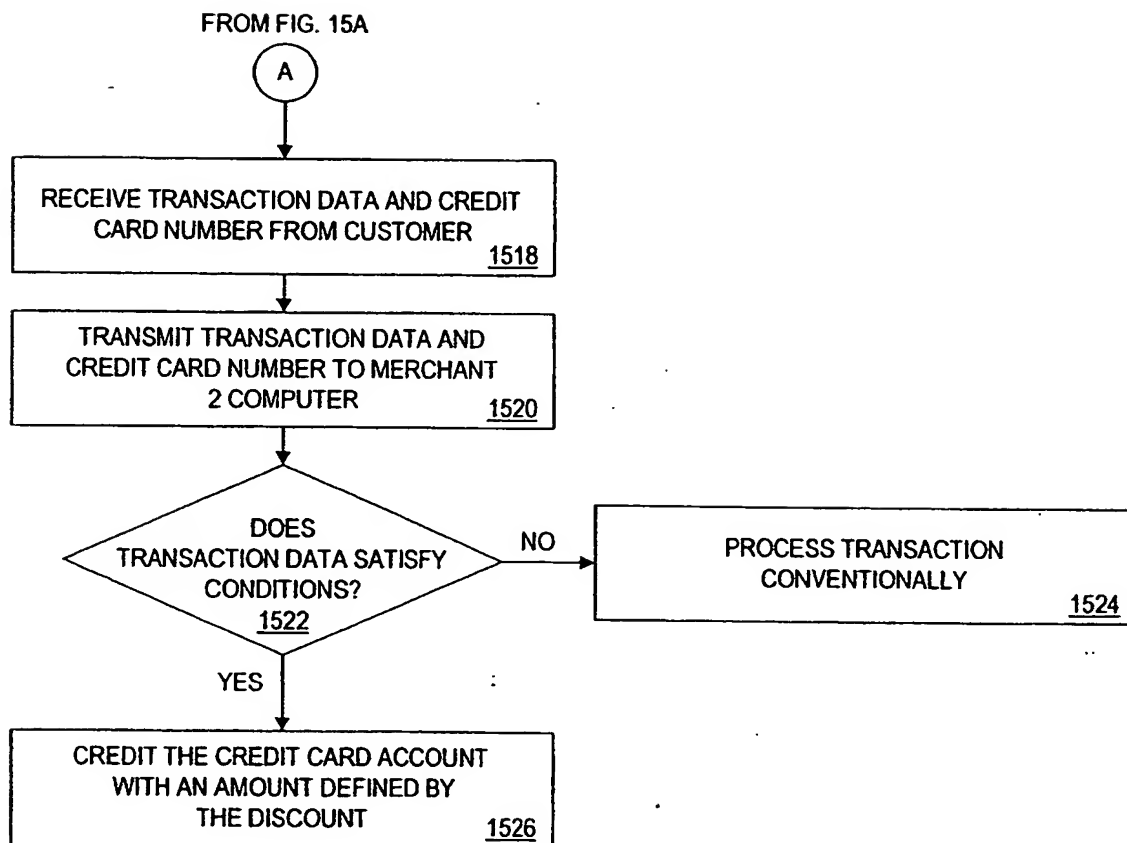 FROM FIG. 15A
A
RECEIVE TRANSACTION DATA AND CREDIT
CARD NUMBER FROM CUSTOMER
1518
TRANSMIT TRANSACTION DATA AND
CREDIT CARD NUMBER TO MERCHANT
2 COMPUTER
1520
DOES
TRANSACTION DATA SATISFY
CONDITIONS?
1522
NO
PROCESS TRANSACTION
CONVENTIONALLY
1524
YES
CREDIT THE CREDIT CARD ACCOUNT
WITH AN AMOUNT DEFINED BY
THE DISCOUNT
1526